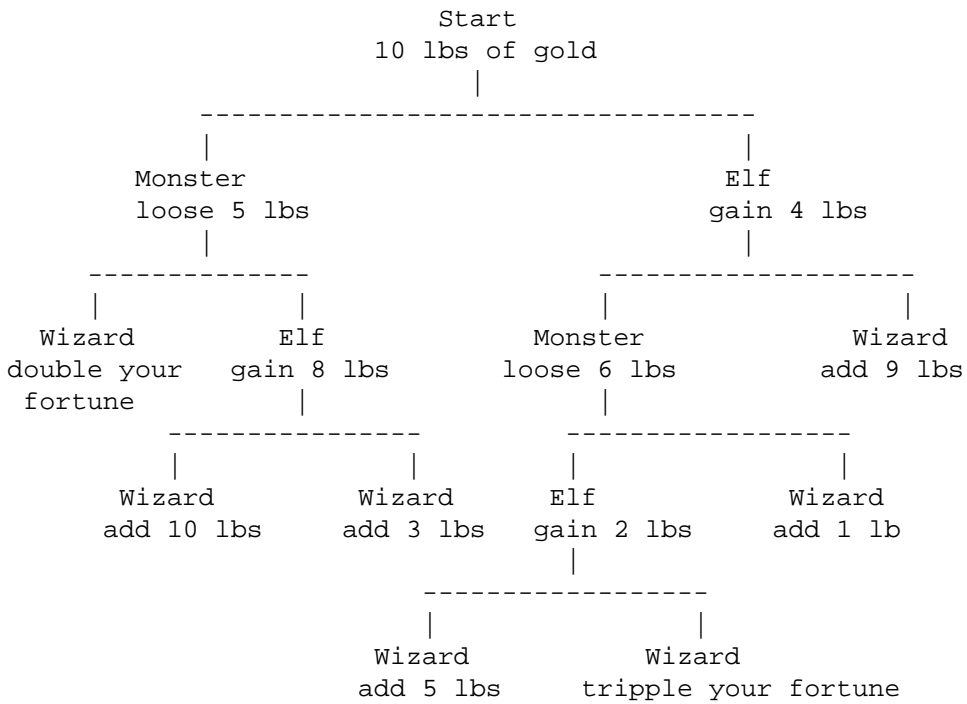 Start
10 lbs of gold
Monster Elf
loose 5 lbs gain 4 lbs
Wizard Elf Monster Wizard
double your gain 8 lbs loose 6 lbs add 9 lbs
fortune
Wizard Wizard Elf Wizard
add 10 lbs add 3 lbs gain 2 lbs add 1 lb
Wizard Wizard
add 5 lbs tripple your fortune